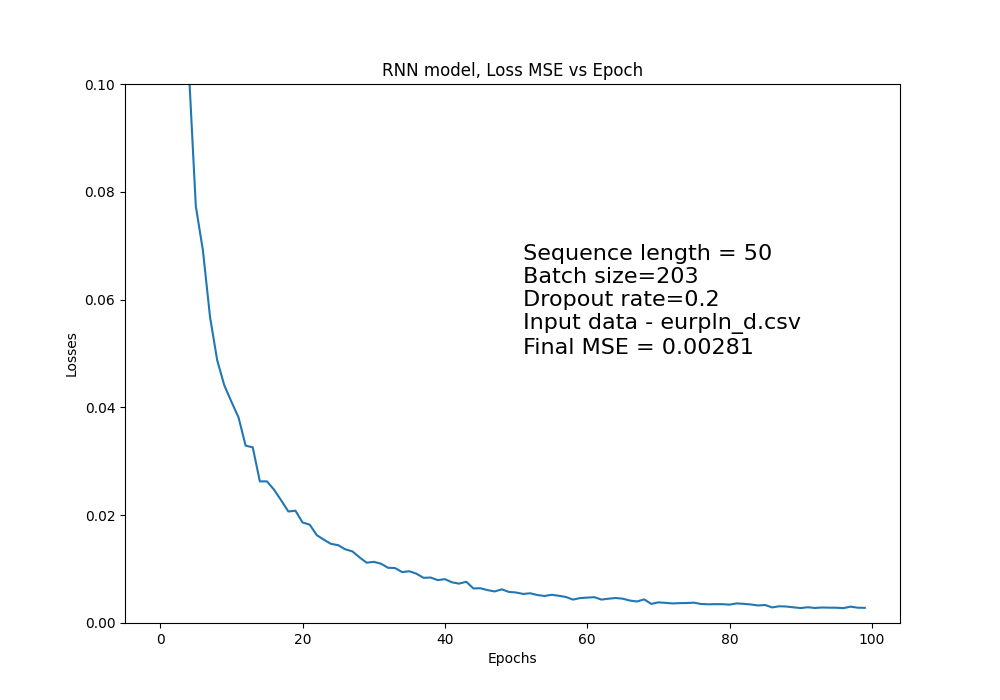 RNN model, Loss MSE vs Epoch
0.10
0.08
0.06
0.04
0.02
0.00
Losses
Sequence length = 50
Batch size=203
Dropout rate=0.2
Input data - eurpln_d.csv
Final MSE = 0.00281
0 20 40 60 80 100
Epochs